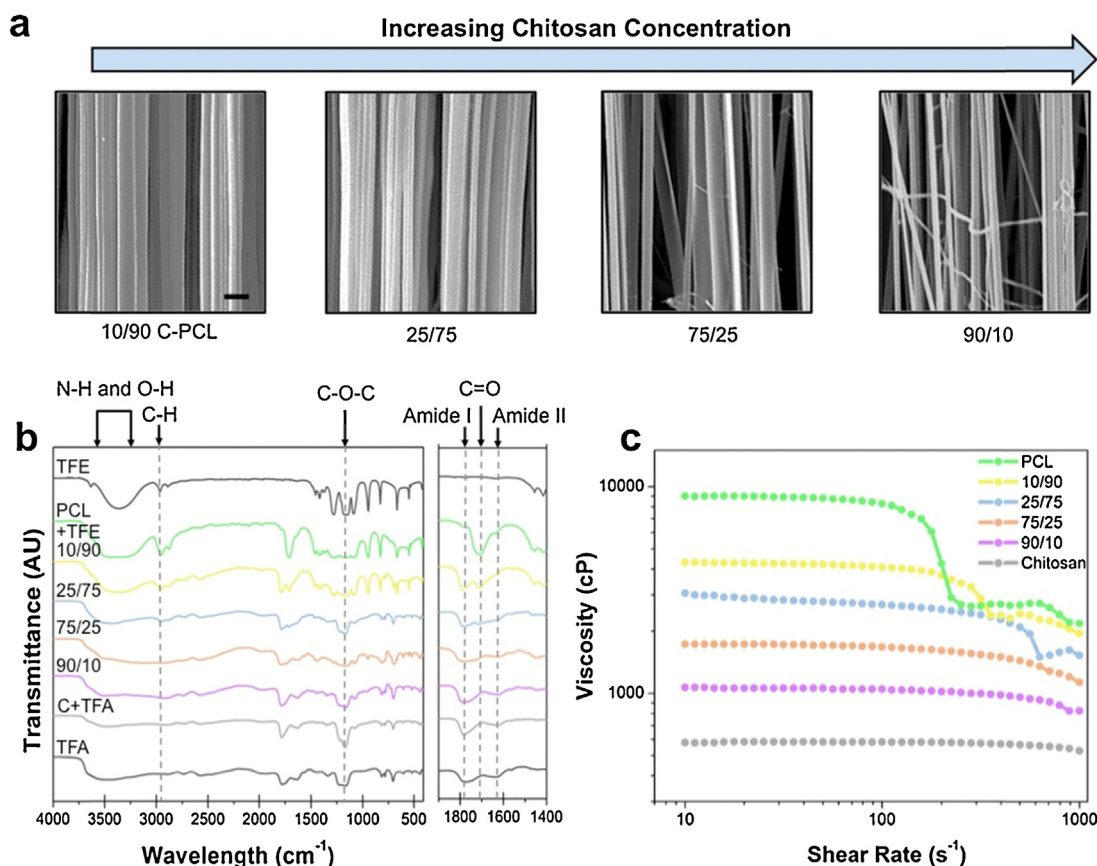 a
Increasing Chitosan Concentration
10/90 C-PCL
25/75
75/25
90/10
b
N-H and O-H
C-H
C-O-C
C=O
Amide I
Amide II
TFE
PCL
+TFE
10/90
25/75
75/25
90/10
C+TFA
TFA
Transmittance (AU)
4000 3500 3000 2500 2000 1500 1000 500
1800 1600 1400
Wavelength (cm⁻¹)
c
PCL
10/90
25/75
75/25
90/10
Chitosan
10000
1000
Viscosity (cP)
10 100 1000
Shear Rate (s⁻¹)